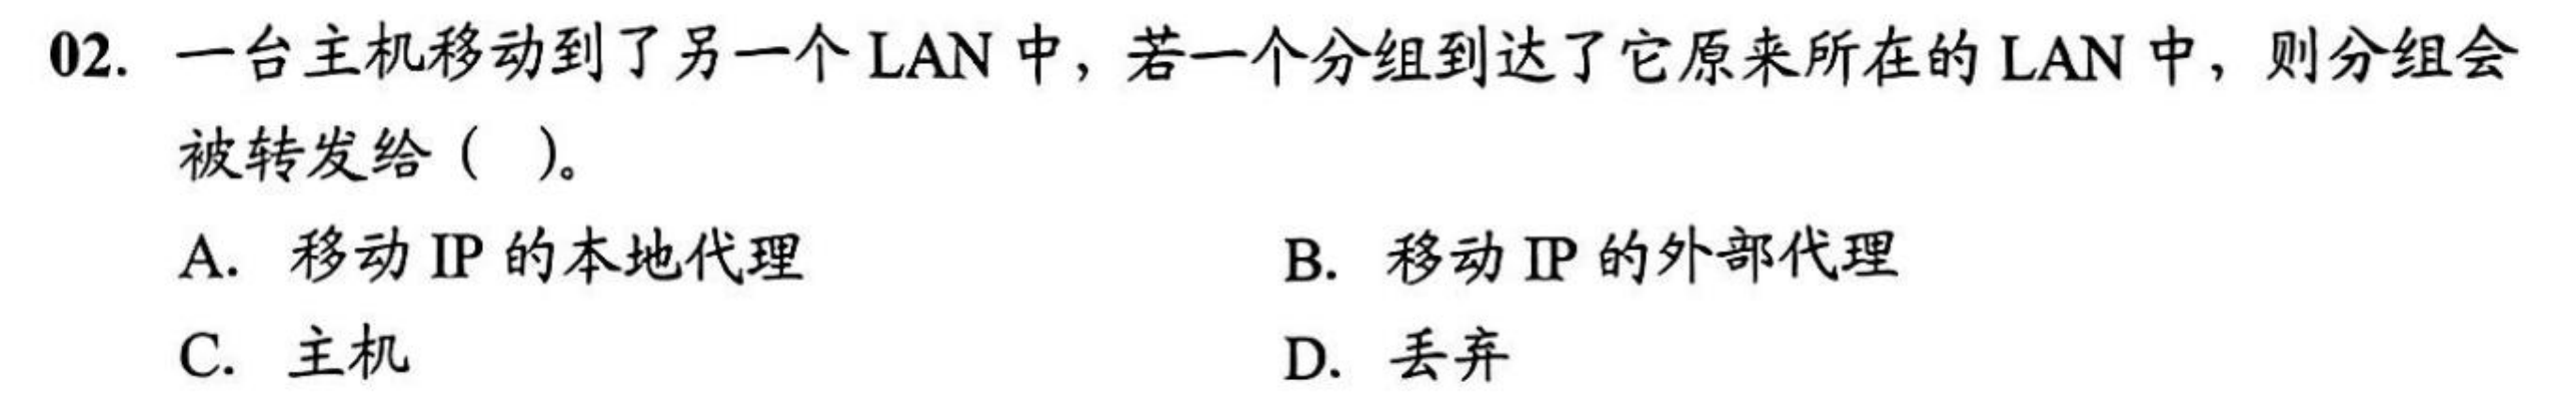 02. 一台主机移动到了另一个 LAN 中，若一个分组到达了它原来所在的 LAN 中，则分组会
被转发给（ ）。
A. 移动 IP 的本地代理 B. 移动 IP 的外部代理
C. 主机 D. 丢弃